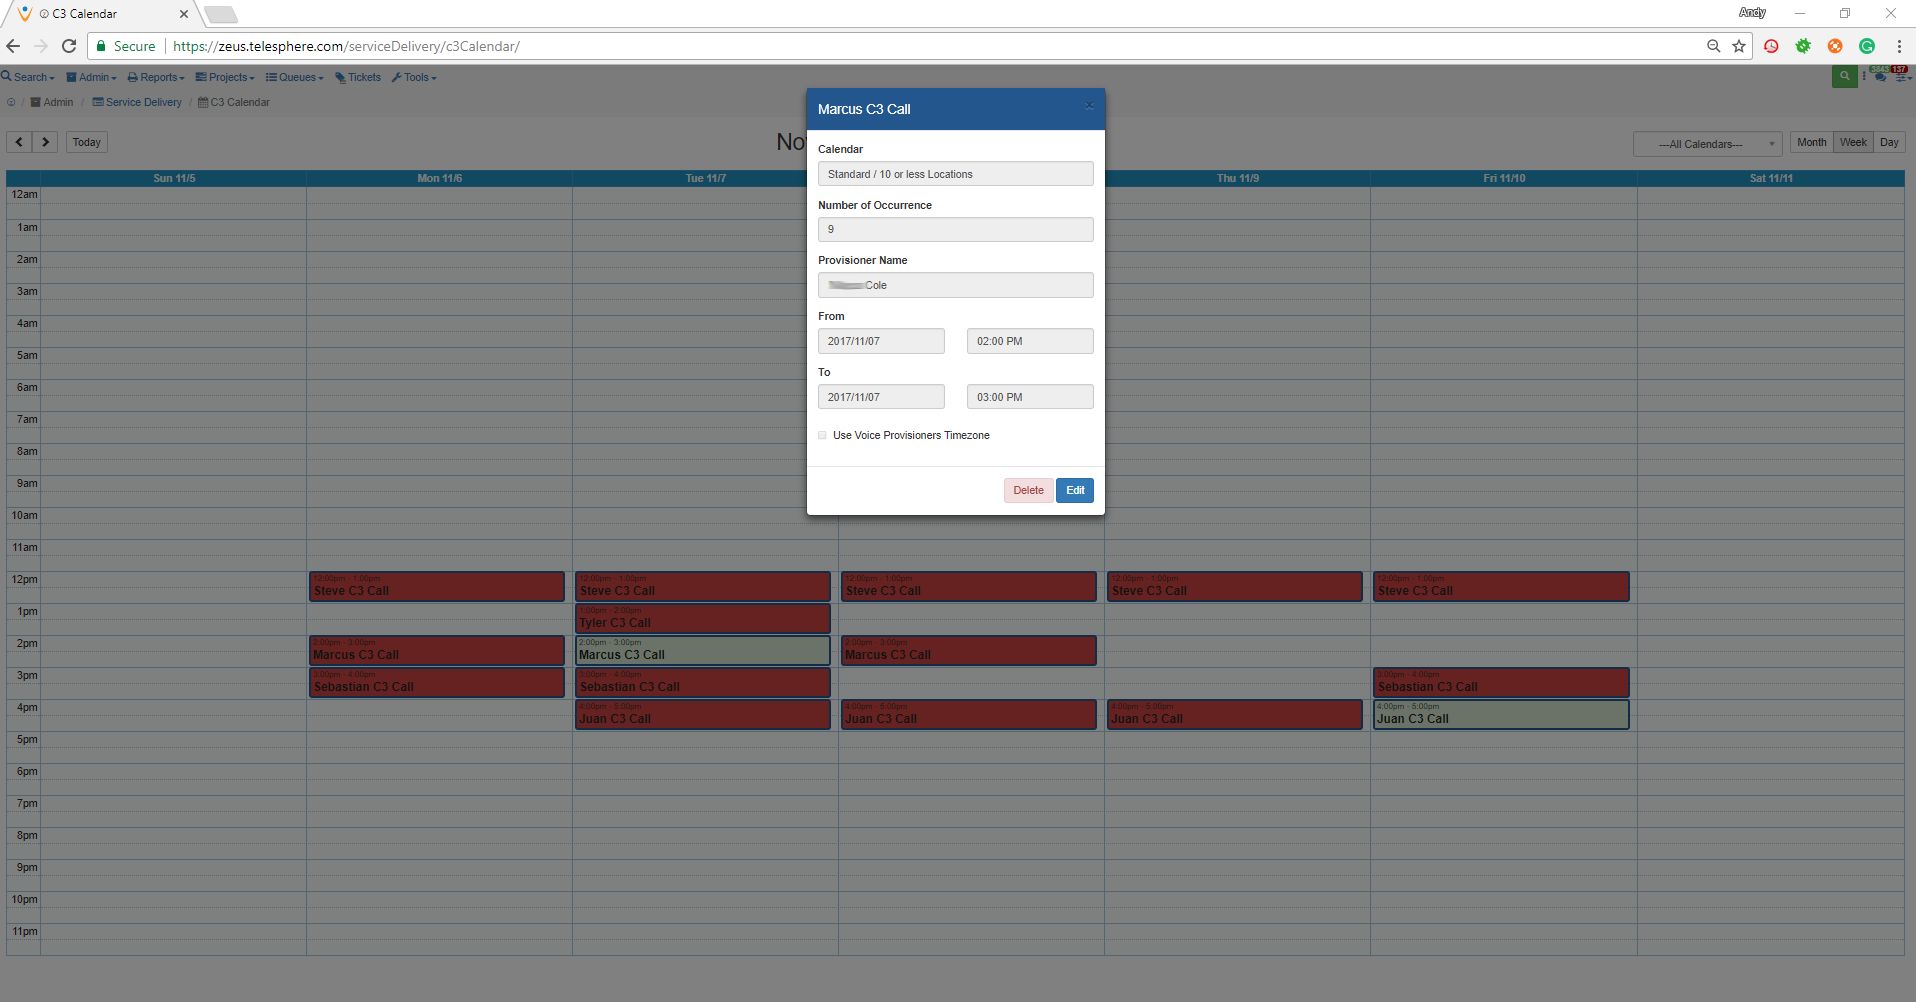 C3 Calendar
Andy
Secure https://zeus.telesphere.com/serviceDelivery/c3Calendar/
Search Admin Reports Projects Queues Tickets Tools
3843 137
Admin / Service Delivery / C3 Calendar
Today
No
---All Calendars---
Month Week Day
Sun 11/5 Mon 11/6 Tue 11/7 Thu 11/9 Fri 11/10 Sat 11/11
Marcus C3 Call
Calendar
Standard / 10 or less Locations
Number of Occurrence
9
Provisioner Name
Cole
From
2017/11/07 02:00 PM
To
2017/11/07 03:00 PM
Use Voice Provisioners Timezone
Delete Edit
12am
1am
2am
3am
4am
5am
6am
7am
8am
9am
10am
11am
12pm
12:00pm - 1:00pm 12:00pm - 1:00pm 12:00pm - 1:00pm 12:00pm - 1:00pm 12:00pm - 1:00pm
Steve C3 Call Steve C3 Call Steve C3 Call Steve C3 Call Steve C3 Call
1pm
1:00pm - 2:00pm
Tyler C3 Call
2pm
2:00pm - 3:00pm 2:00pm - 3:00pm 2:00pm - 3:00pm
Marcus C3 Call Marcus C3 Call Marcus C3 Call
3pm
3:00pm - 4:00pm 3:00pm - 4:00pm 3:00pm - 4:00pm
Sebastian C3 Call Sebastian C3 Call Sebastian C3 Call
4pm
4:00pm - 5:00pm 4:00pm - 5:00pm 4:00pm - 5:00pm 4:00pm - 5:00pm
Juan C3 Call Juan C3 Call Juan C3 Call Juan C3 Call
5pm
6pm
7pm
8pm
9pm
10pm
11pm